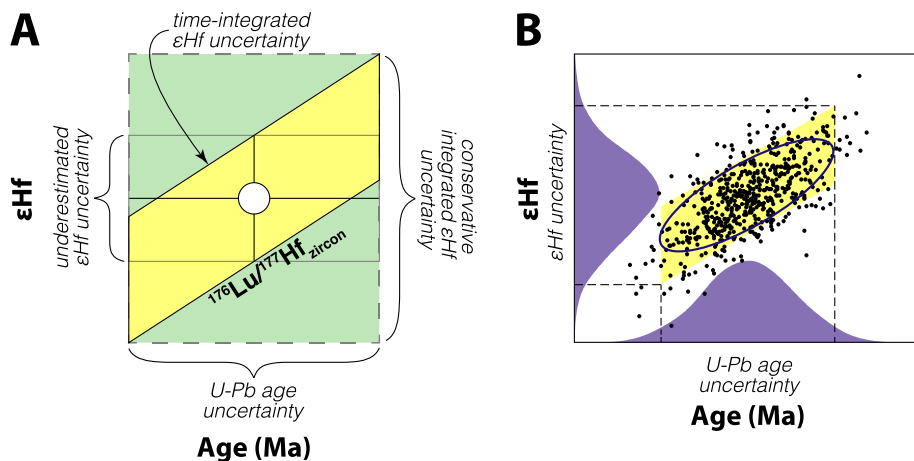 A
time-integrated
εHf uncertainty
εHf
underestimated
εHf uncertainty
conservative
integrated εHf
uncertainty
176Lu/177Hf zircon
U-Pb age
uncertainty
Age (Ma)
B
εHf
εHf uncertainty
U-Pb age
uncertainty
Age (Ma)